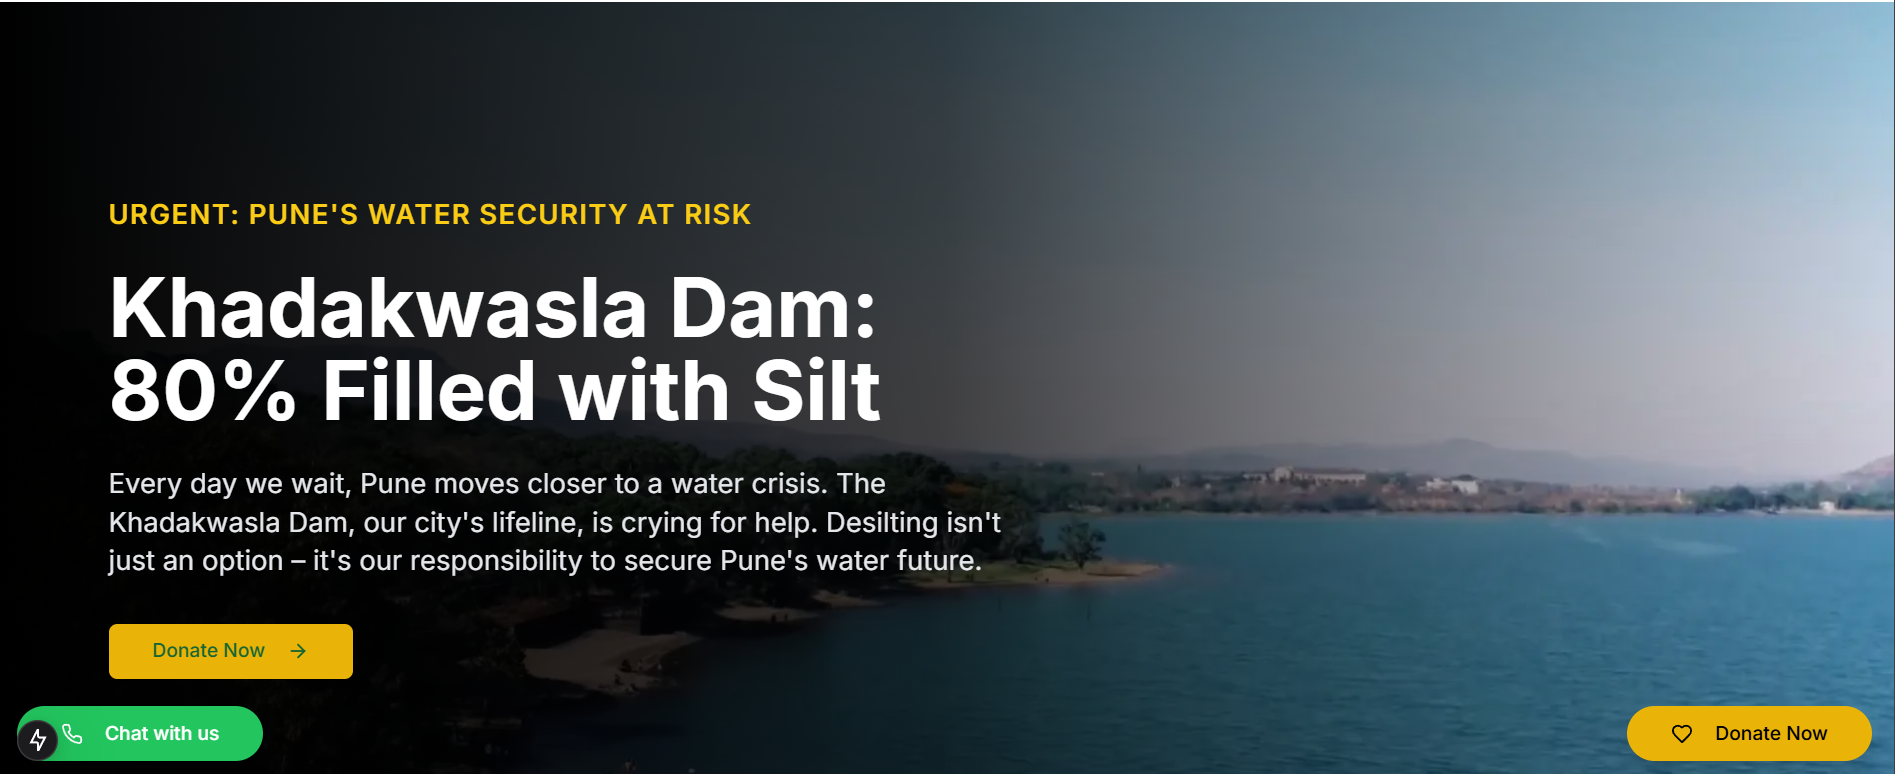 URGENT: PUNE'S WATER SECURITY AT RISK
Khadakwasla Dam:
80% Filled with Silt
Every day we wait, Pune moves closer to a water crisis. The
Khadakwasla Dam, our city's lifeline, is crying for help. Desilting isn't
just an option – it's our responsibility to secure Pune's water future.
Donate Now
Chat with us
Donate Now